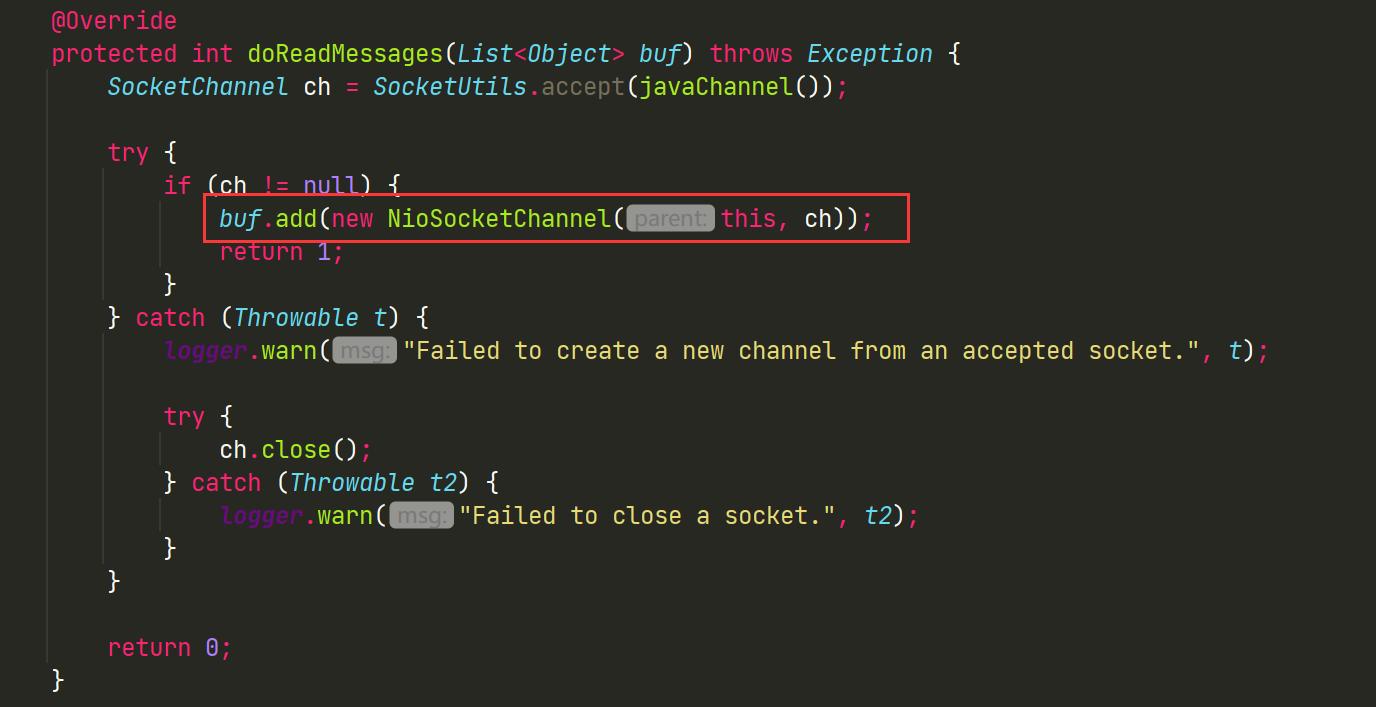 @Override
protected int doReadMessages(List<Object> buf) throws Exception {
SocketChannel ch = SocketUtils.accept(javaChannel());
try {
if (ch != null) {
buf.add(new NioSocketChannel( parent: this, ch));
return 1;
}
} catch (Throwable t) {
logger.warn( msg: "Failed to create a new channel from an accepted socket.", t);
try {
ch.close();
} catch (Throwable t2) {
logger.warn( msg: "Failed to close a socket.", t2);
}
}
return 0;
}